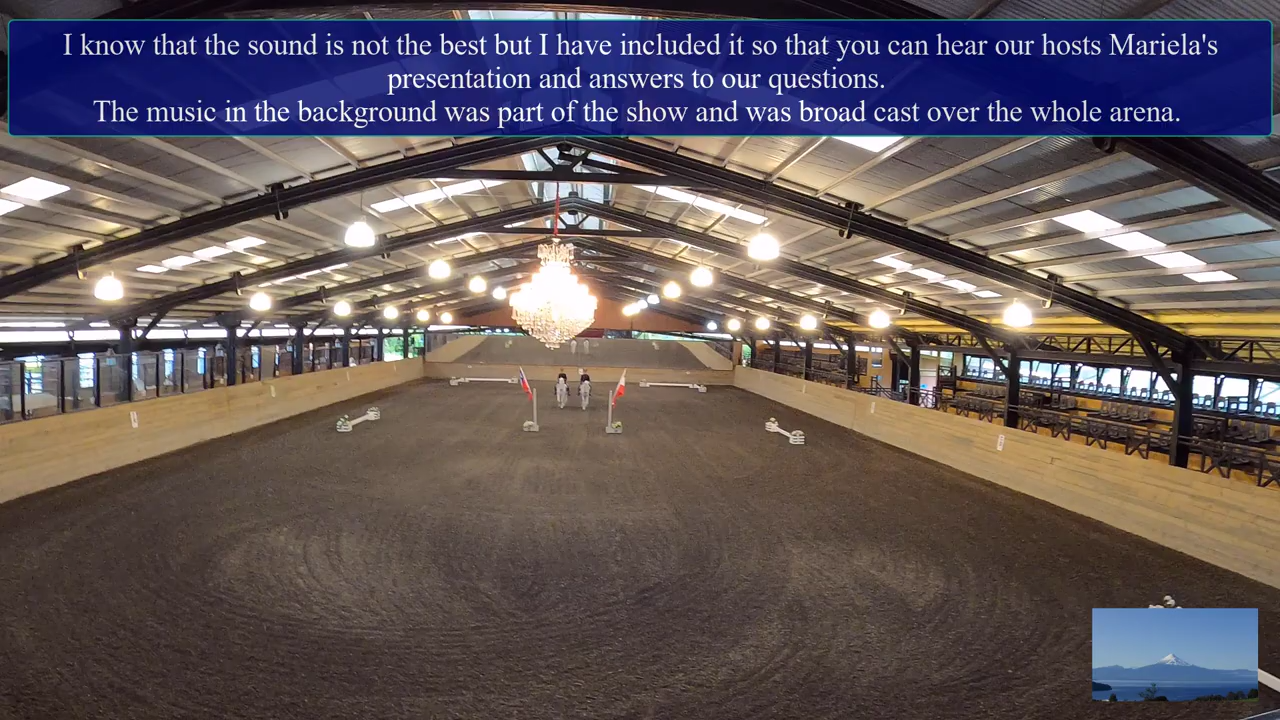 I know that the sound is not the best but I have included it so that you can hear our hosts Mariela's
presentation and answers to our questions.
The music in the background was part of the show and was broad cast over the whole arena.